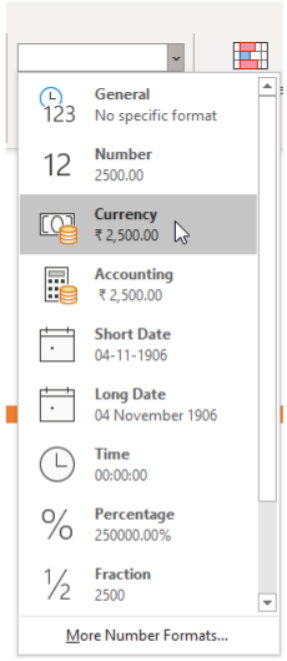 General
123
No specific format
12
Number
2500.00
Currency
₹ 2,500.00
Accounting
₹ 2,500.00
Short Date
04-11-1906
Long Date
04 November 1906
Time
00:00:00
%
Percentage
250000.00%
1/2
Fraction
2500
More Number Formats...